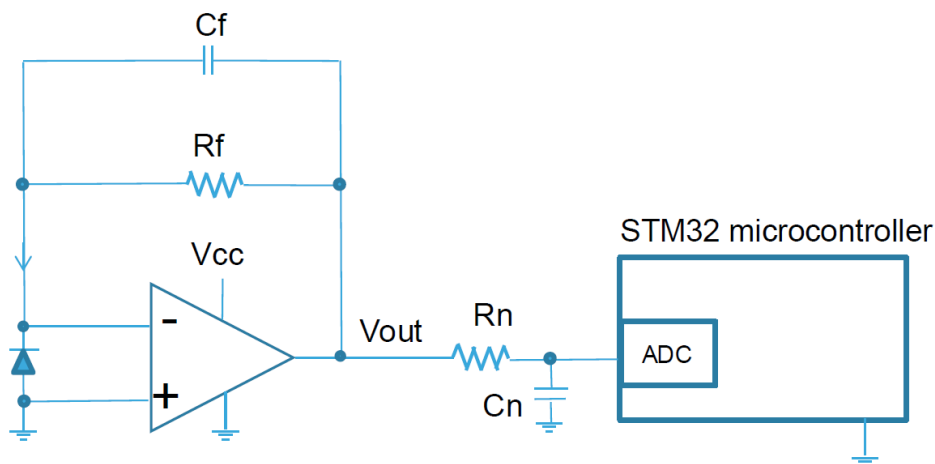 Cf
Rf
STM32 microcontroller
Vcc
-
Vout
Rn
ADC
+
Cn